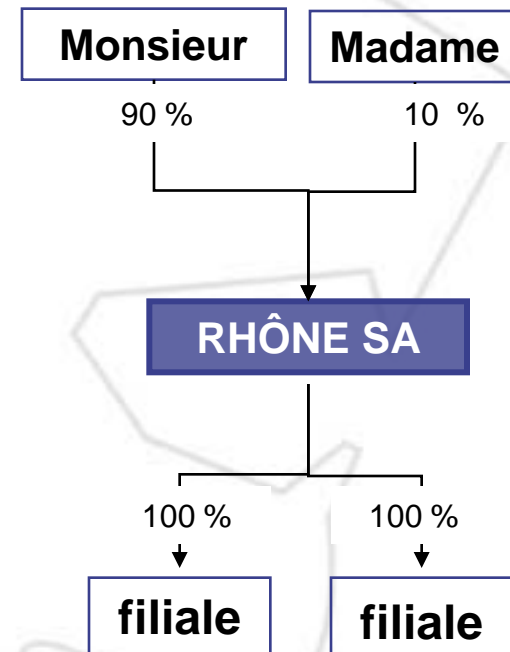 Monsieur Madame
90 % 10 %
RHÔNE SA
100 % 100 %
filiale filiale